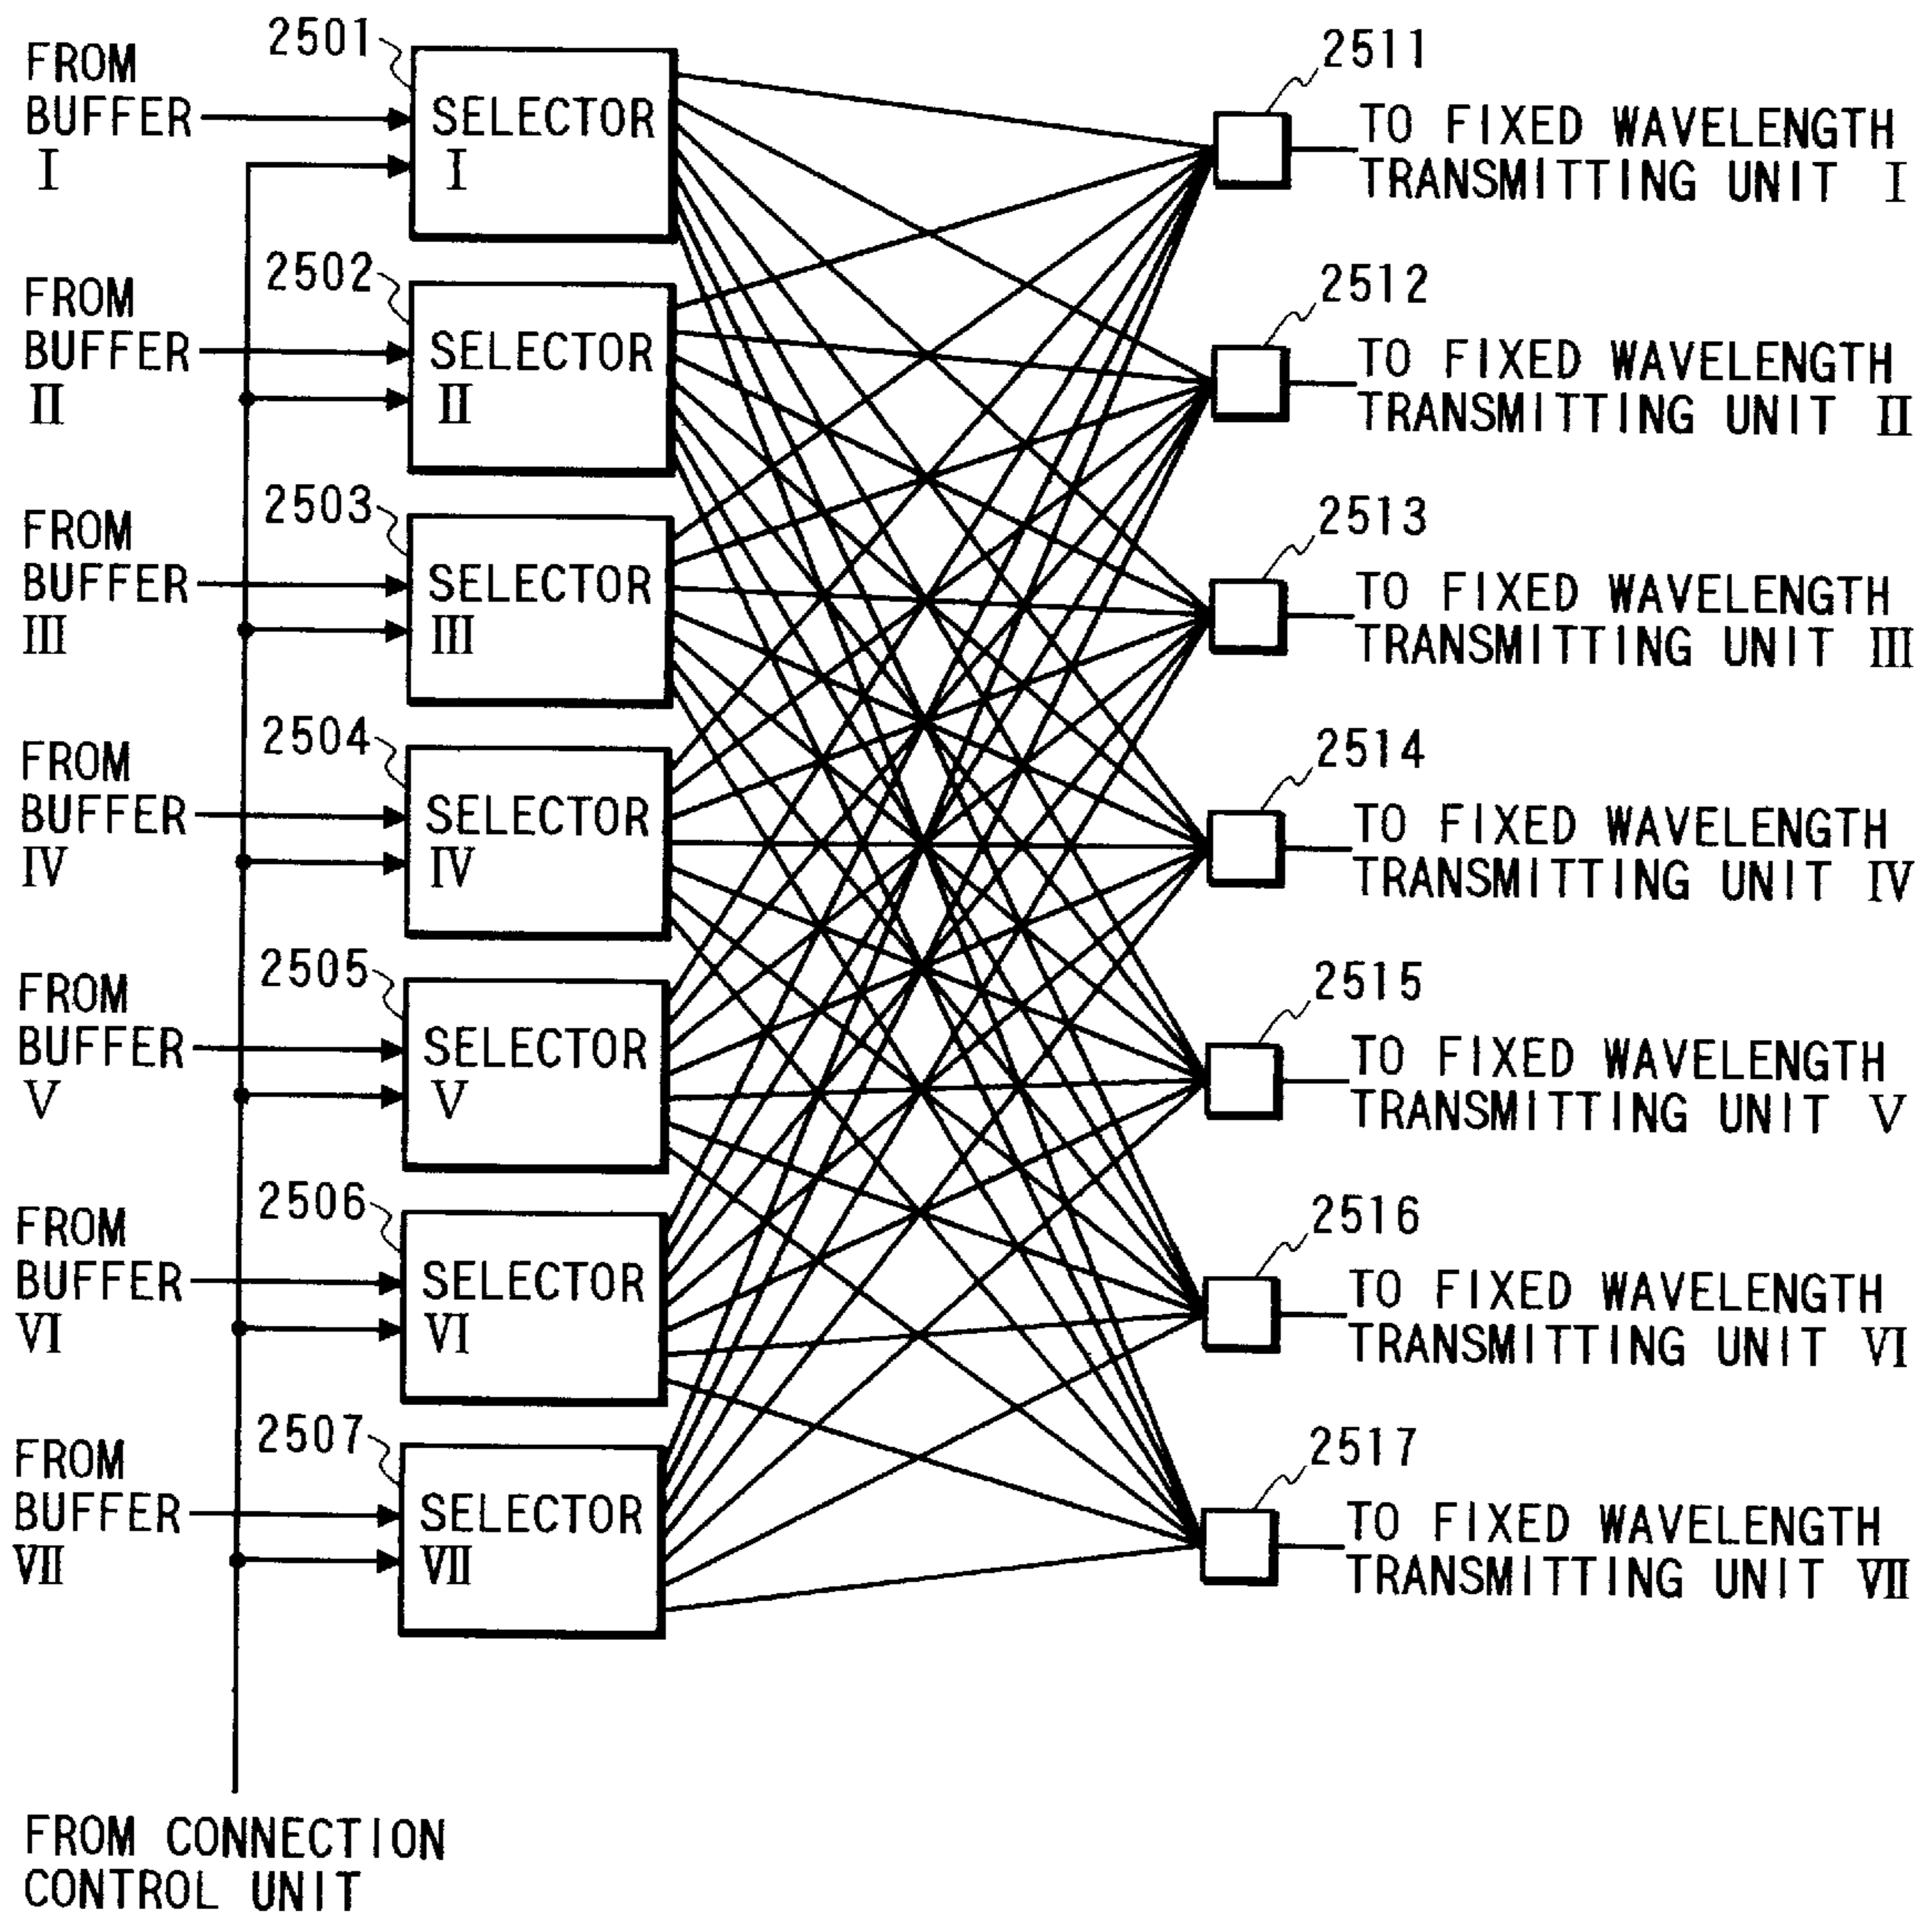 2501
FROM
BUFFER
I
SELECTOR
I
2511
TO FIXED WAVELENGTH
TRANSMITTING UNIT I
2502
FROM
BUFFER
II
SELECTOR
II
2512
TO FIXED WAVELENGTH
TRANSMITTING UNIT II
2503
FROM
BUFFER
III
SELECTOR
III
2513
TO FIXED WAVELENGTH
TRANSMITTING UNIT III
2504
FROM
BUFFER
IV
SELECTOR
IV
2514
TO FIXED WAVELENGTH
TRANSMITTING UNIT IV
2505
FROM
BUFFER
V
SELECTOR
V
2515
TO FIXED WAVELENGTH
TRANSMITTING UNIT V
2506
FROM
BUFFER
VI
SELECTOR
VI
2516
TO FIXED WAVELENGTH
TRANSMITTING UNIT VI
2507
FROM
BUFFER
VII
SELECTOR
VII
2517
TO FIXED WAVELENGTH
TRANSMITTING UNIT VII
FROM CONNECTION
CONTROL UNIT